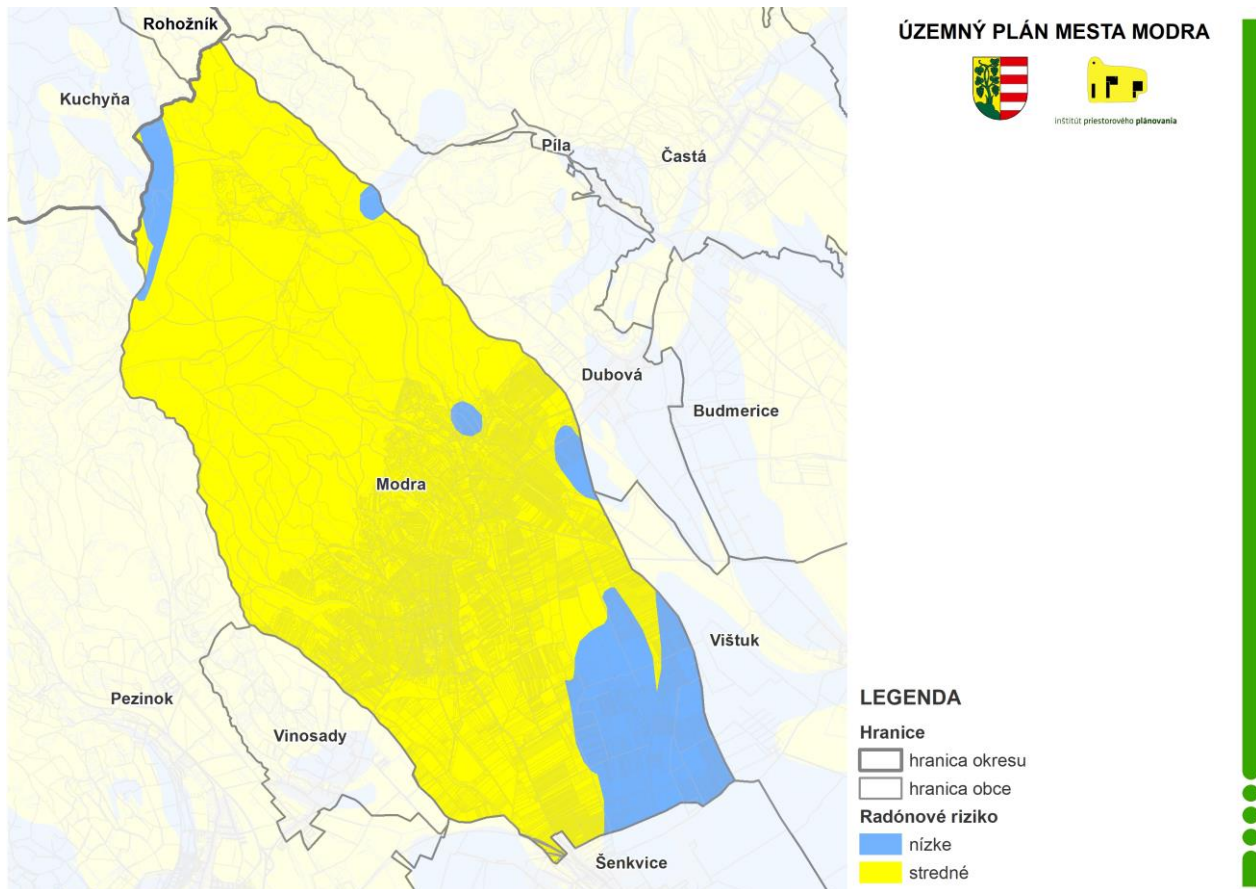 Rohožník
Kuchyňa
Píla
Častá
Dubová
Budmerice
Modra
Vištuk
Pezinok
Vinosady
Šenkvice
ÚZEMNÝ PLÁN MESTA MODRA
inštitút priestorového plánovania
LEGENDA
Hranice
hranica okresu
hranica obce
Radónové riziko
nízke
stredné